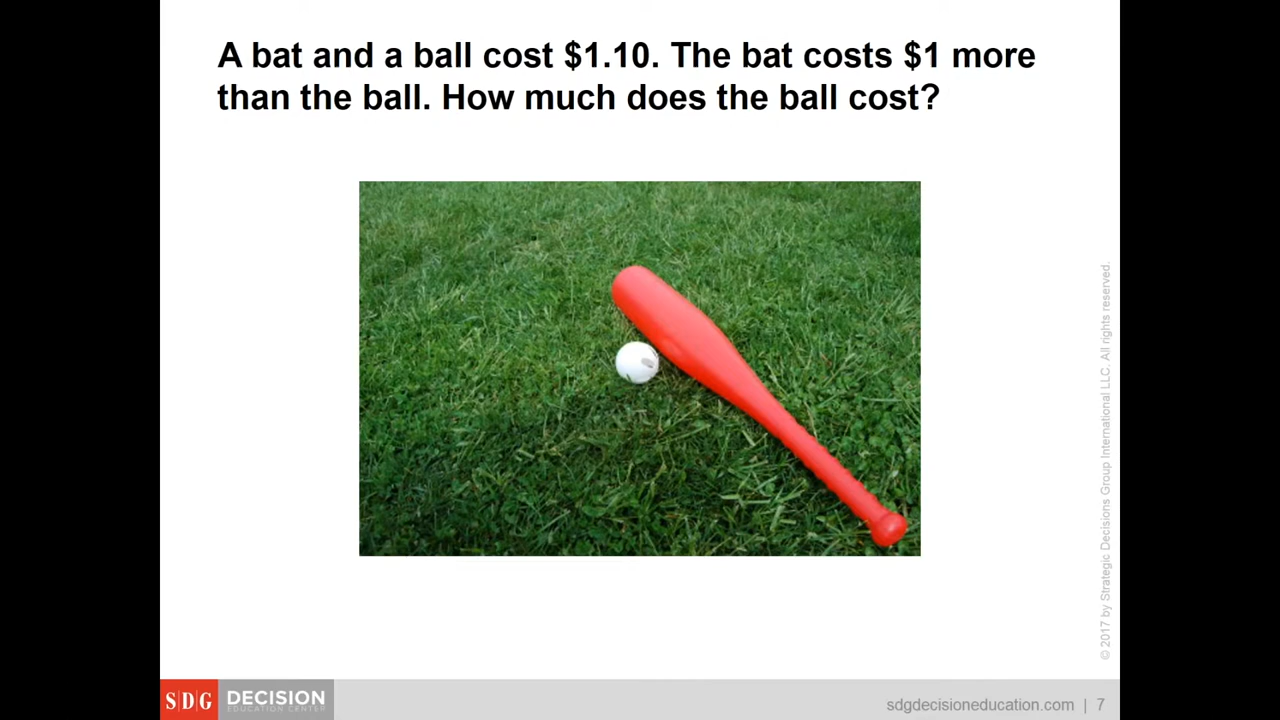 A bat and a ball cost $1.10. The bat costs $1 more
than the ball. How much does the ball cost?
© 2017 by Strategic Decisions Group International LLC. All rights reserved.
S|D|G DECISION
EDUCATION CENTER
sdgdecisioneducation.com | 7